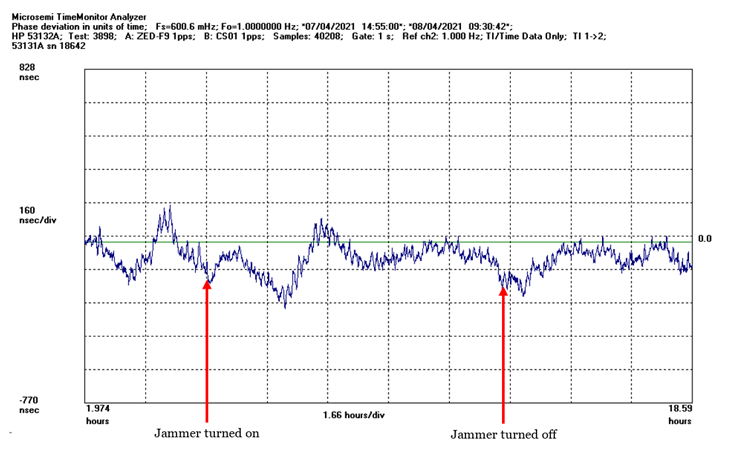 Microsemi TimeMonitor Analyzer
Phase deviation in units of time;  Fs=600.6 mHz; Fo=1.0000000 Hz; *07/04/2021  14:55:00*;  *08/04/2021  09:30:42*;
HP 53132A;  Test: 3898;   A: ZED-F9 1pps;   B: CS01 1pps;   Samples: 40208;   Gate: 1 s;   Ref ch2: 1.000 Hz; TI/Time Data Only;  TI 1->2;
53131A sn 18642
828
nsec
160
nsec/div
0.0
-770
nsec
1.974
hours
1.66 hours/div
18.59
hours
Jammer turned on
Jammer turned off